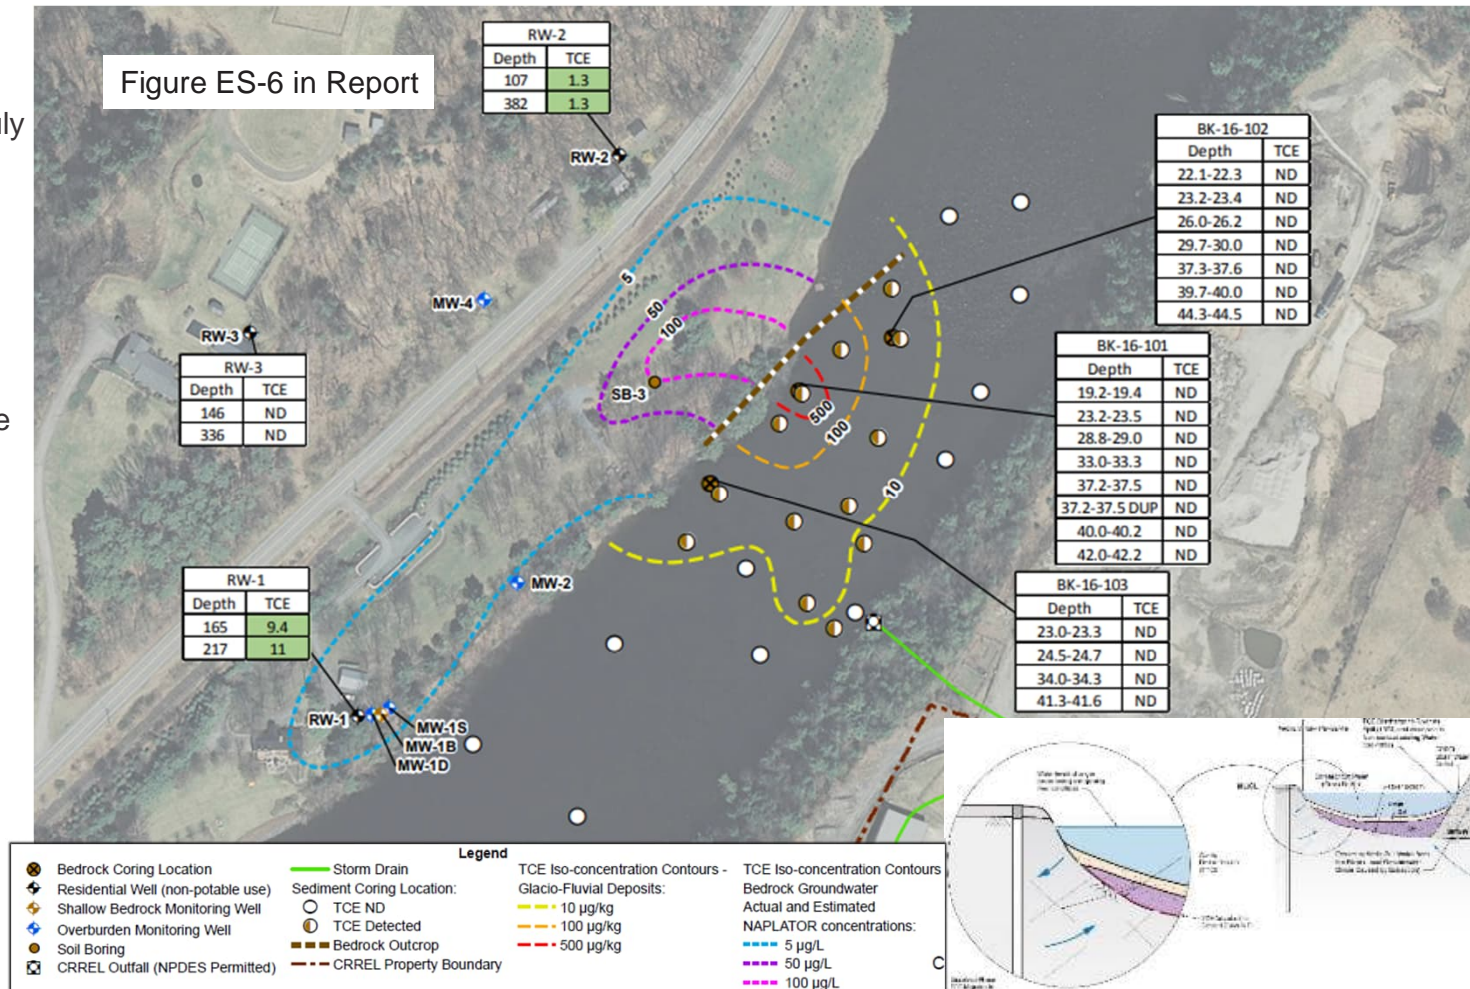 uly
e
Figure ES-6 in Report
RW-2
Depth TCE
107 1.3
382 1.3
RW-2
BK-16-102
Depth TCE
22.1-22.3 ND
23.2-23.4 ND
26.0-26.2 ND
29.7-30.0 ND
37.3-37.6 ND
39.7-40.0 ND
44.3-44.5 ND
5
MW-4
50
100
RW-3
RW-3
Depth TCE
146 ND
336 ND
SB-3
500
100
10
BK-16-101
Depth TCE
19.2-19.4 ND
23.2-23.5 ND
28.8-29.0 ND
33.0-33.3 ND
37.2-37.5 ND
37.2-37.5 DUP ND
40.0-40.2 ND
42.0-42.2 ND
RW-1
Depth TCE
165 9.4
217 11
MW-2
BK-16-103
Depth TCE
23.0-23.3 ND
24.5-24.7 ND
34.0-34.3 ND
41.3-41.6 ND
RW-1
MW-1S
MW-1B
MW-1D
Legend
Bedrock Coring Location
Residential Well (non-potable use)
Shallow Bedrock Monitoring Well
Overburden Monitoring Well
Soil Boring
CRREL Outfall (NPDES Permitted)
Storm Drain
Sediment Coring Location:
TCE ND
TCE Detected
Bedrock Outcrop
CRREL Property Boundary
TCE Iso-concentration Contours -
Glacio-Fluvial Deposits:
10 µg/kg
100 µg/kg
500 µg/kg
TCE Iso-concentration Contours
Bedrock Groundwater
Actual and Estimated
NAPLATOR concentrations:
5 µg/L
50 µg/L
100 µg/L
C